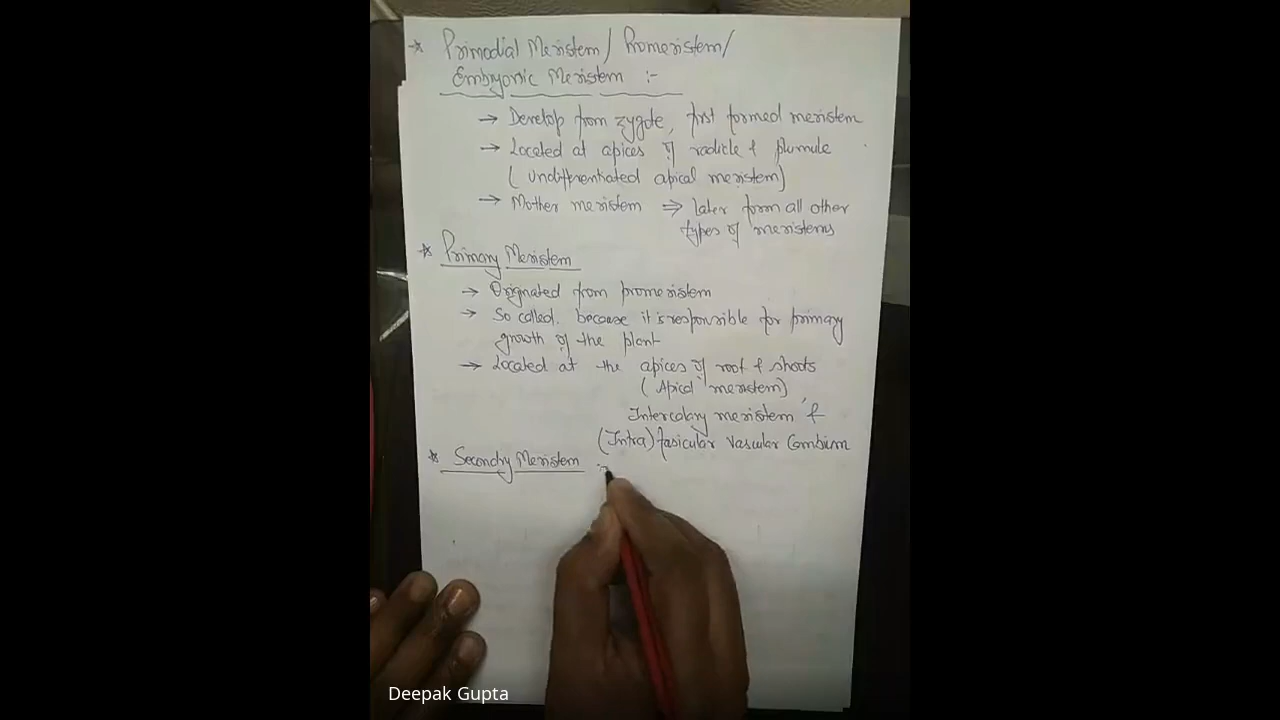 * Primodial Meristem / Promeristem /
Embryonic Meristem :-
→ Develop from zygote, first formed meristem
→ Located at apices of radicle & plumule
(undifferentiated apical meristem)
→ Mother meristem ⇒ Later form all other
types of meristems
* Primary Meristem
→ Originated from promeristem
→ So called. because it's responsible for primary
growth of the plant
→ Located at the apices of root & shoots
(Apical meristem),
Intercalary meristem &
(Intra) fasicular vascular Cambium
* Secondry Meristem :-
Deepak Gupta